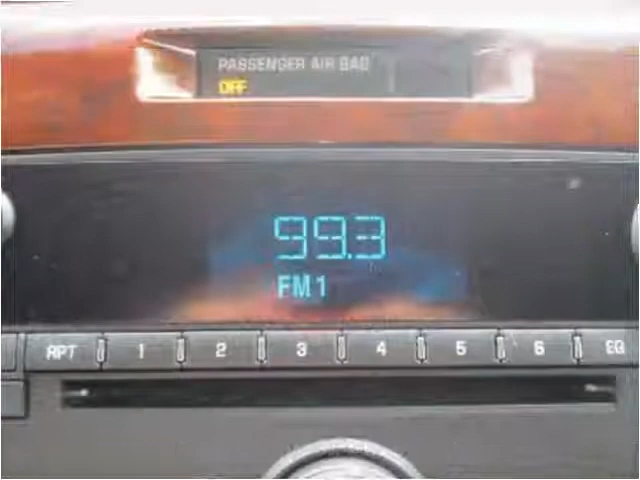 PASSENGER AIR BAG
OFF
99.3
FM1
RPT 1 2 3 4 5 6 EQ